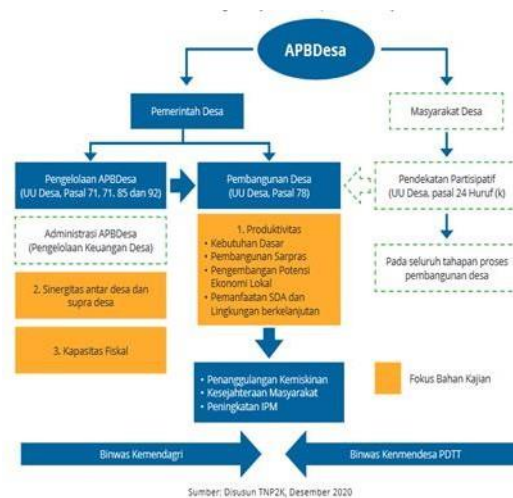 APBDesa
Pemerintah Desa
Masyarakat Desa
Pengelolaan APBDesa
(UU Desa, Pasal 71, 71. 85 dan 92)
Pembangunan Desa
(UU Desa, Pasal 78)
Pendekatan Partisipatif
(UU Desa, pasal 24 Huruf (k)
Administrasi APBDesa
(Pengelolaan Keuangan Desa)
2. Sinergitas antar desa dan
supra desa
3. Kapasitas Fiskal
1. Produktivitas
• Kebutuhan Dasar
• Pembangunan Sarpras
• Pengembangan Potensi
Ekonomi Lokal
• Pemanfaatan SDA dan
Lingkungan berkelanjutan
Pada seluruh tahapan proses
pembangunan desa
• Penanggulangan Kemiskinan
• Kesejahteraan Masyarakat
• Peningkatan IPM
Fokus Bahan Kajian
Binwas Kemendagri
Binwas Kenmendesa PDTT
Sumber: Disusun TNP2K, Desember 2020